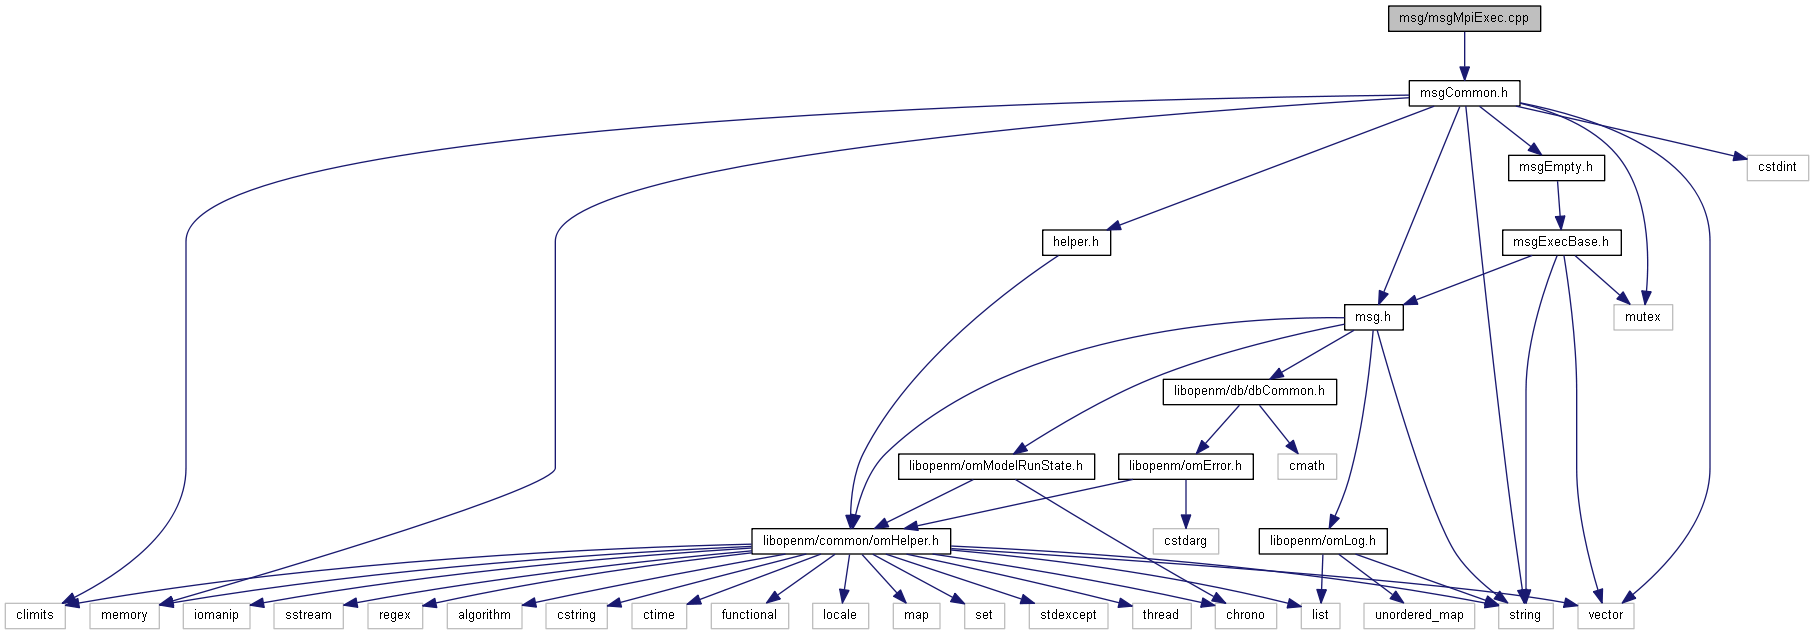 msg/msgMpiExec.cpp
msgCommon.h
msgEmpty.h
cstdint
helper.h
msgExecBase.h
msg.h
mutex
libopenm/db/dbCommon.h
libopenm/omModelRunState.h
libopenm/omError.h
cmath
libopenm/common/omHelper.h
cstdarg
libopenm/omLog.h
climits
memory
iomanip
sstream
regex
algorithm
cstring
ctime
functional
locale
map
set
stdexcept
thread
chrono
list
unordered_map
string
vector